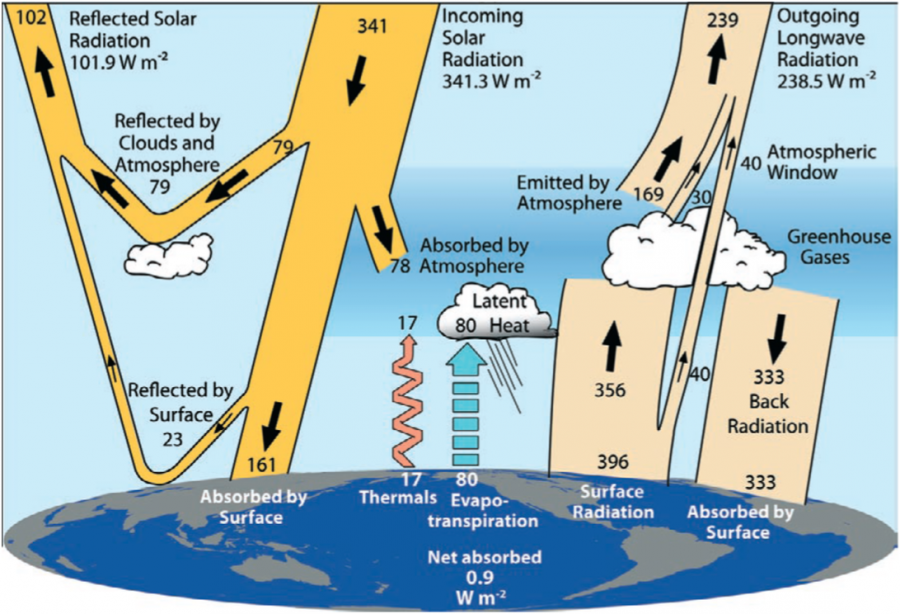 102
Reflected Solar
Radiation
101.9 W m⁻²
341
Incoming
Solar
Radiation
341.3 W m⁻²
239
Outgoing
Longwave
Radiation
238.5 W m⁻²
Reflected by
Clouds and
Atmosphere
79
79
Emitted by
Atmosphere
169
30
40
Atmospheric
Window
Greenhouse
Gases
78
Absorbed by
Atmosphere
17
Latent
80 Heat
Reflected by
Surface
23
356
40
333
Back
Radiation
161
Absorbed by
Surface
17
Thermals
80
Evapo-
transpiration
396
Surface
Radiation
333
Absorbed by
Surface
Net absorbed
0.9
W m⁻²